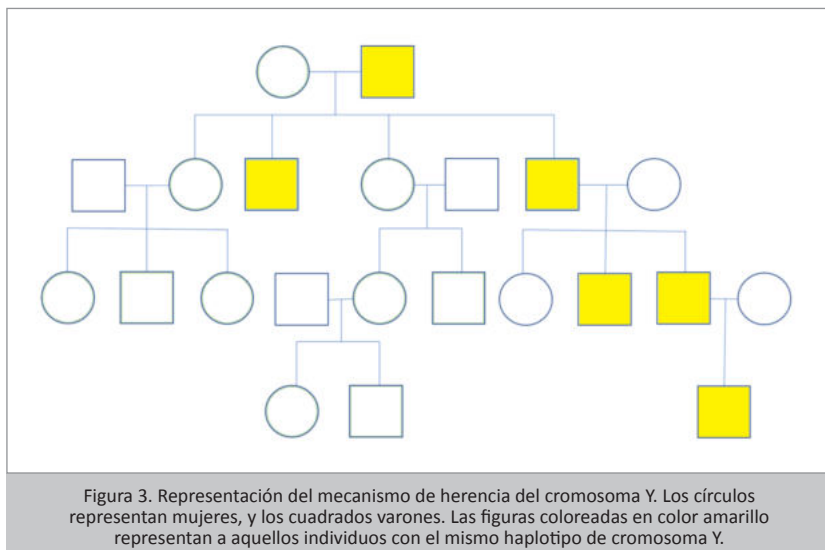 Figura 3. Representación del mecanismo de herencia del cromosoma Y. Los círculos
representan mujeres, y los cuadrados varones. Las figuras coloreadas en color amarillo
representan a aquellos individuos con el mismo haplotipo de cromosoma Y.